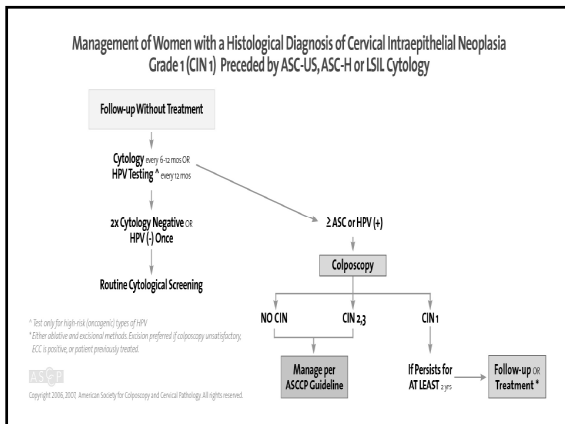 Management of Women with a Histological Diagnosis of Cervical Intraepithelial Neoplasia
Grade 1 (CIN 1) Preceded by ASC-US, ASC-H or LSIL Cytology
Follow-up Without Treatment
Cytology every 6-12 mos OR
HPV Testing ^ every 12 mos
2x Cytology Negative OR
HPV (-) Once
Routine Cytological Screening
≥ ASC or HPV (+)
Colposcopy
NO CIN
CIN 2,3
CIN 1
Manage per
ASCCP Guideline
If Persists for
AT LEAST 2 yrs
Follow-up OR
Treatment *
^ Test only for high-risk (oncogenic) types of HPV
* Either ablative and excisional methods. Excision preferred if colposcopy unsatisfactory,
ECC is positive, or patient previously treated.
Copyright 2006, 2007, American Society for Colposcopy and Cervical Pathology. All rights reserved.